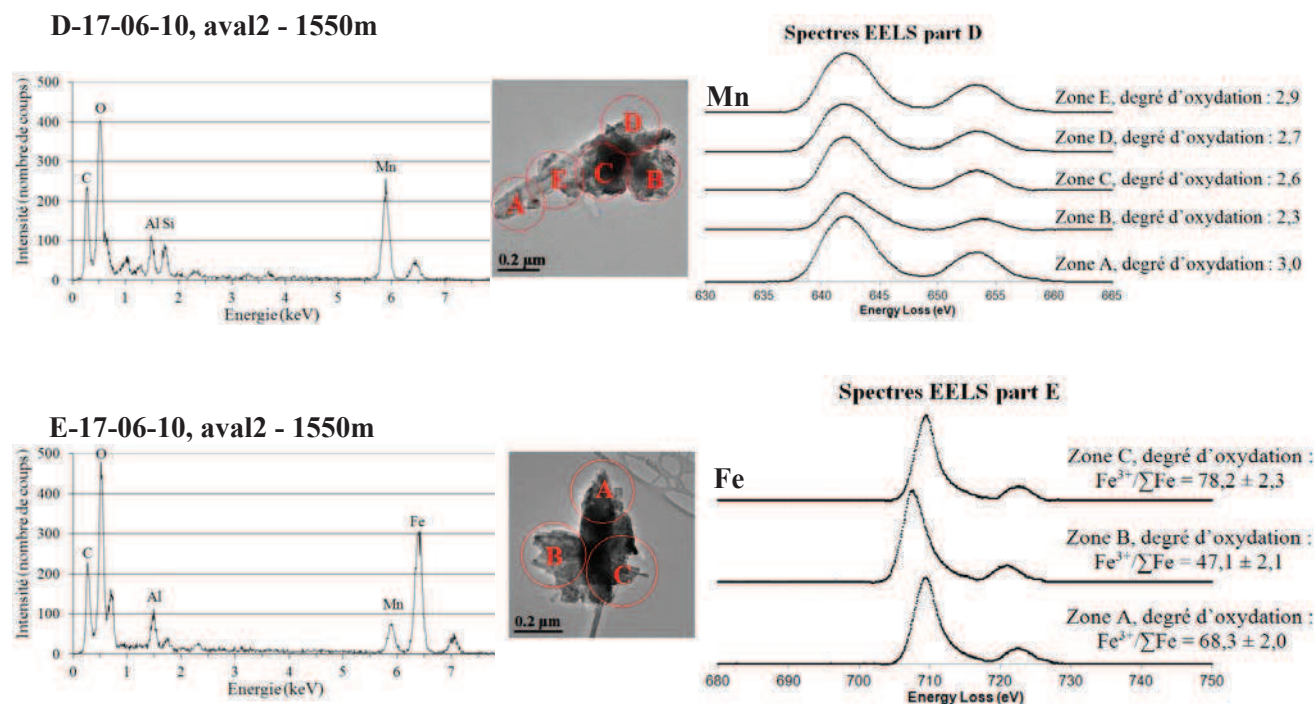 D-17-06-10, aval2 - 1550m
Intensité (nombre de coups)
500
400
300
200
100
0
O
C
Al Si
Mn
0 1 2 3 4 5 6 7
Energie (keV)
D
E
C
B
A
0.2 µm
Spectres EELS part D
Mn
Zone E, degré d'oxydation : 2,9
Zone D, degré d'oxydation : 2,7
Zone C, degré d'oxydation : 2,6
Zone B, degré d'oxydation : 2,3
Zone A, degré d'oxydation : 3,0
630 635 640 645 650 655 660 665
Energy Loss (eV)
E-17-06-10, aval2 - 1550m
Intensité (nombre de coups)
500
400
300
200
100
0
O
C
Al
Mn
Fe
0 1 2 3 4 5 6 7
Energie (keV)
A
B
C
0.2 µm
Spectres EELS part E
Fe
Zone C, degré d'oxydation :
Fe³⁺/∑Fe = 78,2 ± 2,3
Zone B, degré d'oxydation :
Fe³⁺/∑Fe = 47,1 ± 2,1
Zone A, degré d'oxydation :
Fe³⁺/∑Fe = 68,3 ± 2,0
680 690 700 710 720 730 740 750
Energy Loss (eV)